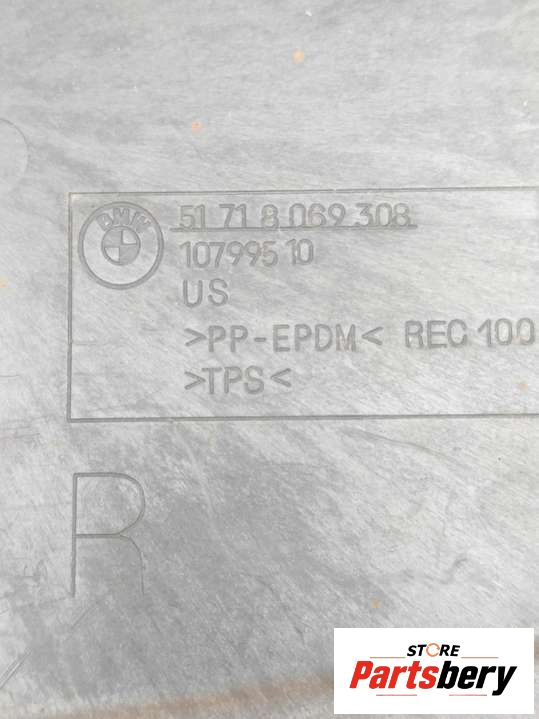 BMW
51 71 8 069 308
10799510
US
>PP-EPDM< REC 100
>TPS<
R
STORE
Partsbery